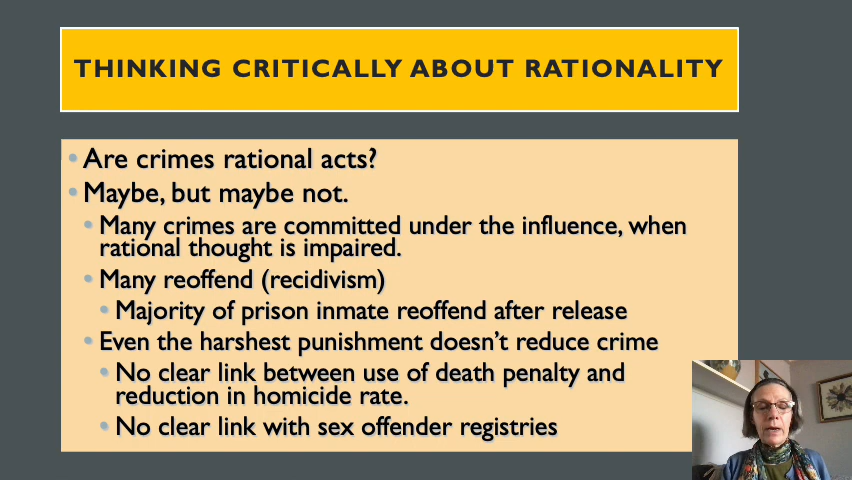 THINKING CRITICALLY ABOUT RATIONALITY
• Are crimes rational acts?
• Maybe, but maybe not.
• Many crimes are committed under the influence, when
rational thought is impaired.
• Many reoffend (recidivism)
• Majority of prison inmate reoffend after release
• Even the harshest punishment doesn't reduce crime
• No clear link between use of death penalty and
reduction in homicide rate.
• No clear link with sex offender registries